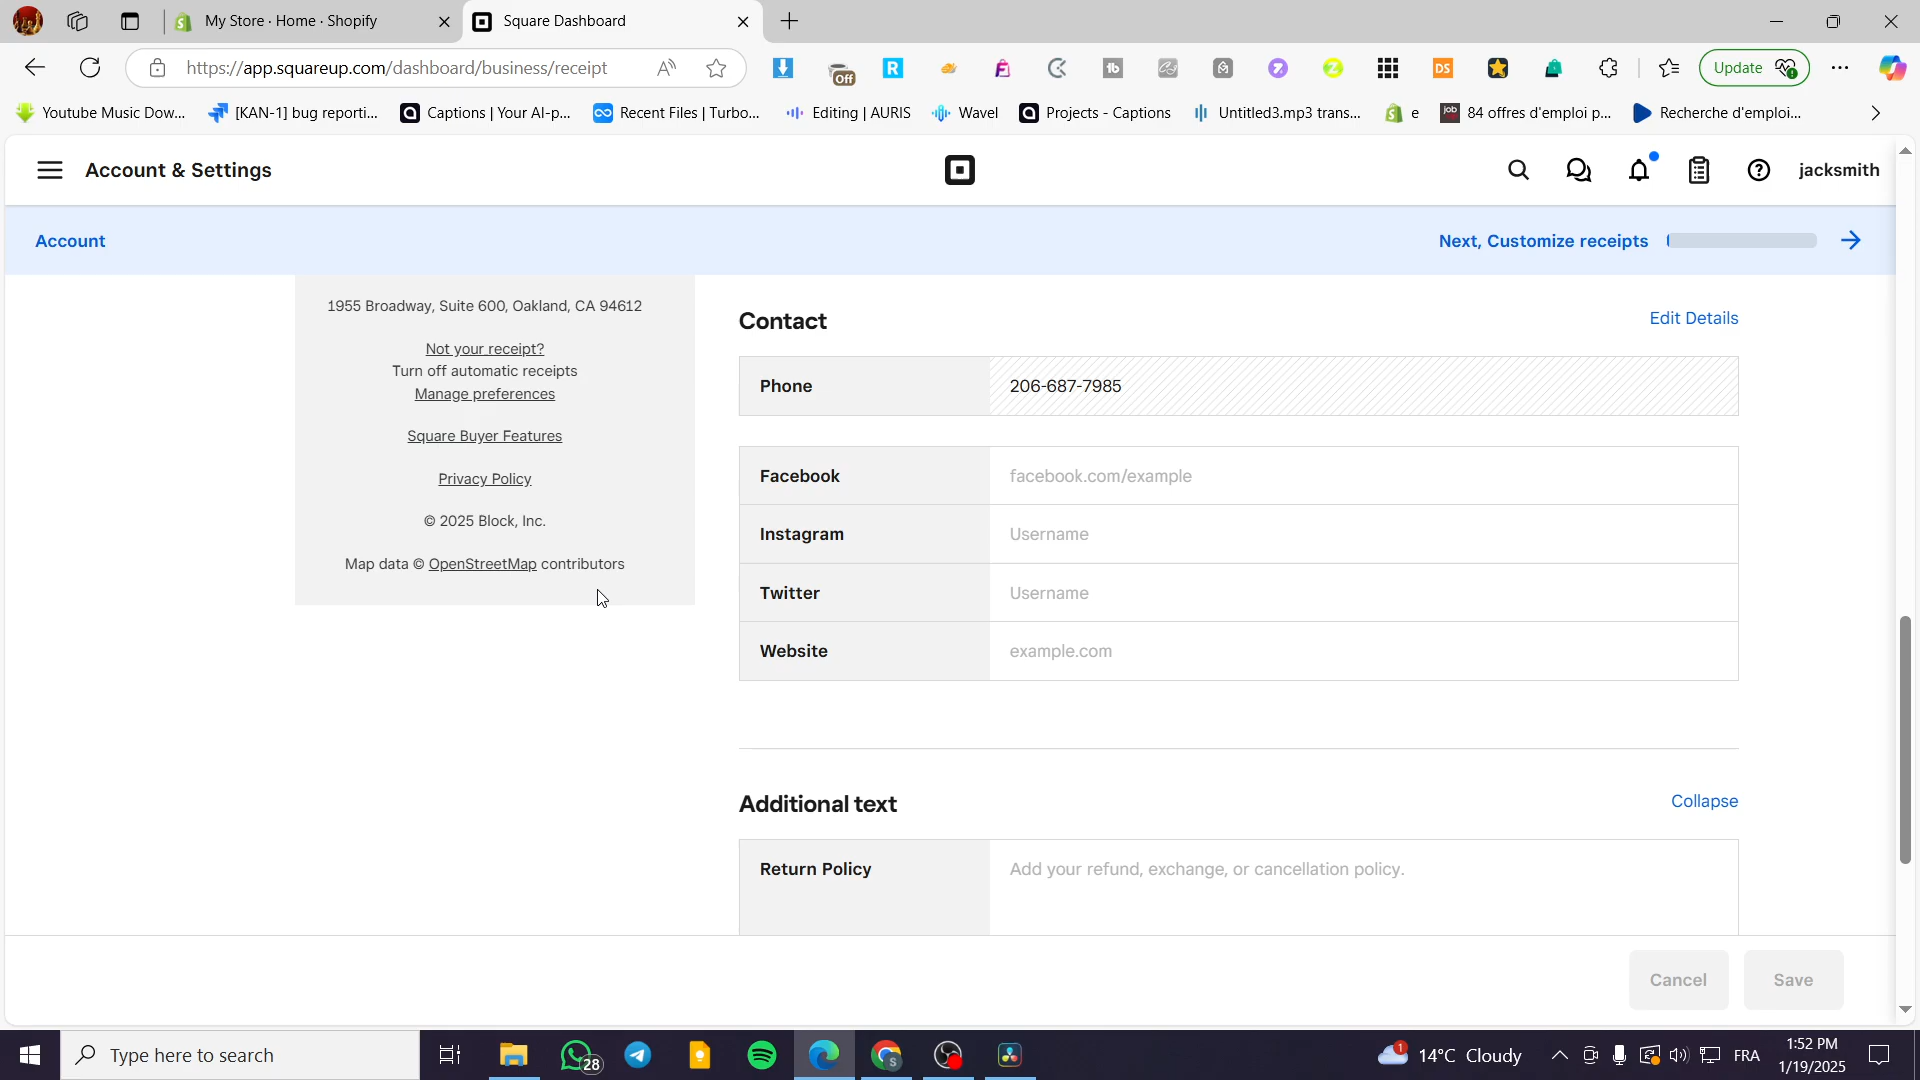 My Store · Home · Shopify
Square Dashboard
https://app.squareup.com/dashboard/business/receipt
Off
Update
Youtube Music Dow...
[KAN-1] bug reporti...
Captions | Your AI-p...
Recent Files | Turbo...
Editing | AURIS
Wavel
Projects - Captions
Untitled3.mp3 trans...
e
84 offres d'emploi p...
Recherche d'emploi...
Account & Settings
jacksmith
Account
Next, Customize receipts
1955 Broadway, Suite 600, Oakland, CA 94612
Not your receipt?
Turn off automatic receipts
Manage preferences
Square Buyer Features
Privacy Policy
© 2025 Block, Inc.
Map data © OpenStreetMap contributors
Contact
Edit Details
Phone
206-687-7985
Facebook
facebook.com/example
Instagram
Username
Twitter
Username
Website
example.com
Additional text
Collapse
Return Policy
Add your refund, exchange, or cancellation policy.
Cancel
Save
Type here to search
28
1
14°C Cloudy
FRA
1:52 PM
1/19/2025